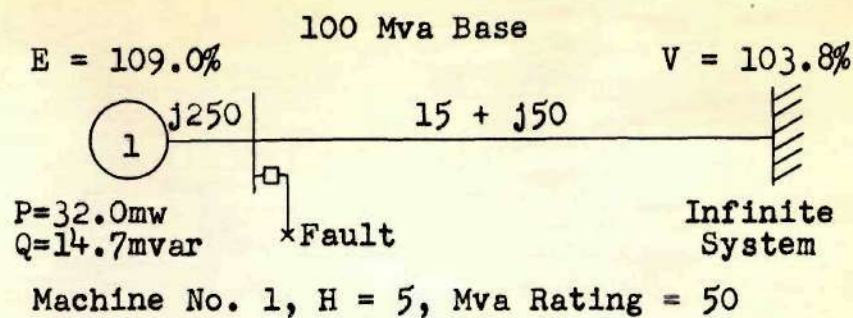 100 Mva Base
E = 109.0%
V = 103.8%
j250
15 + j50
1
P=32.0mw
Q=14.7mvar
Fault
Infinite
System
Machine No. 1, H = 5, Mva Rating = 50